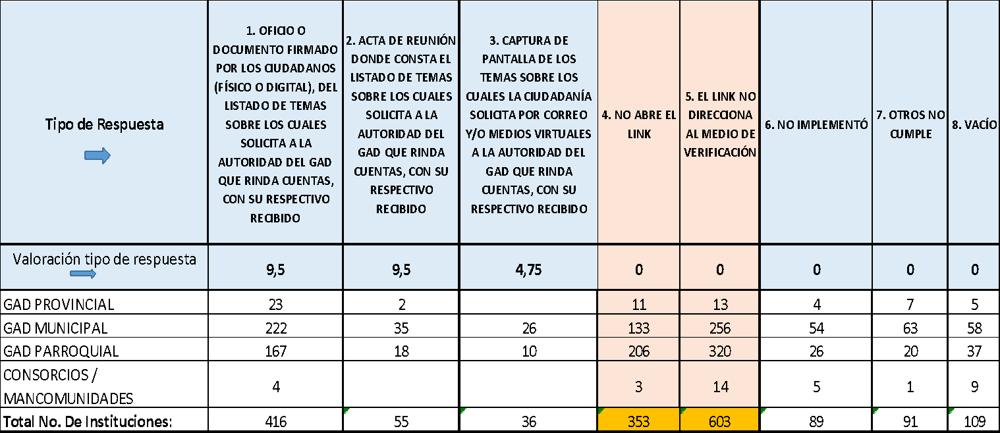 Tipo de Respuesta
1. OFICIO O
DOCUMENTO FIRMADO
POR LOS CIUDADANOS
(FÍSICO O DIGITAL), DEL
LISTADO DE TEMAS
SOBRE LOS CUALES
SOLICITA A LA
AUTORIDAD DEL GAD
QUE RINDA CUENTAS,
CON SU RESPECTIVO
RECIBIDO
2. ACTA DE REUNIÓN
DONDE CONSTA EL
LISTADO DE TEMAS
SOBRE LOS CUALES
SOLICITA A LA
AUTORIDAD DEL
GAD QUE RINDA
CUENTAS, CON SU
RESPECTIVO
RECIBIDO
3. CAPTURA DE
PANTALLA DE LOS
TEMAS SOBRE LOS
CUALES LA CIUDADANÍA
SOLICITA POR CORREO
Y/O MEDIOS VIRTUALES
A LA AUTORIDAD DEL
GAD QUE RINDA
CUENTAS, CON SU
RESPECTIVO RECIBIDO
4. NO ABRE EL
LINK
5. EL LINK NO
DIRECCIONA
AL MEDIO DE
VERIFICACIÓN
6. NO IMPLEMENTÓ
7. OTROS NO
CUMPLE
8. VACÍO
Valoración tipo de respuesta 9,5 9,5 4,75 0 0 0 0 0
GAD PROVINCIAL 23 2 11 13 4 7 5
GAD MUNICIPAL 222 35 26 133 256 54 63 58
GAD PARROQUIAL 167 18 10 206 320 26 20 37
CONSORCIOS /
MANCOMUNIDADES 4 3 14 5 1 9
Total No. De Instituciones: 416 55 36 353 603 89 91 109